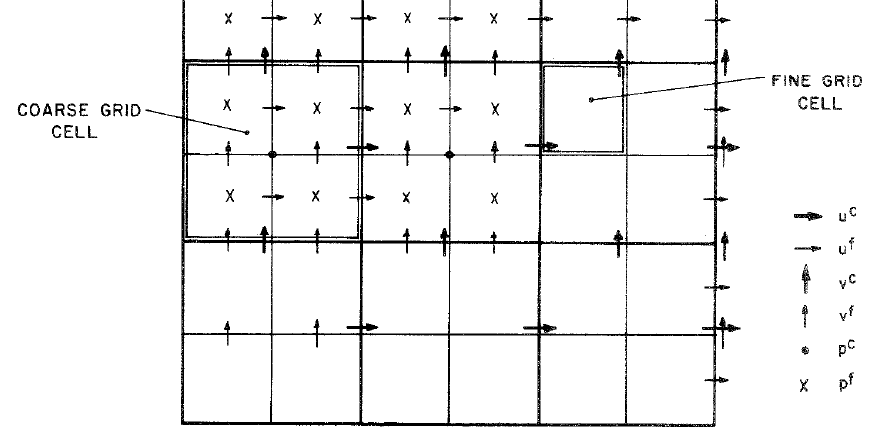 X X X X
FINE GRID
CELL
X X X X
COARSE GRID
CELL
X X X X
u^c
u^f
v^c
v^f
p^c
X p^f